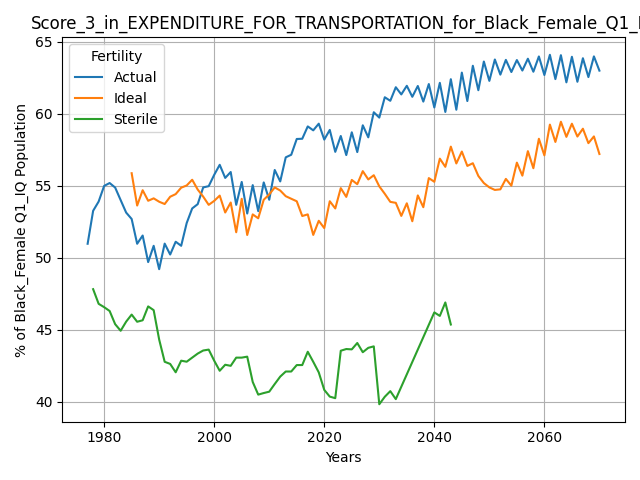 Score_3_in_EXPENDITURE_FOR_TRANSPORTATION_for_Black_Female_Q1_I
Fertility
Actual
Ideal
Sterile
% of Black_Female Q1_IQ Population
65
60
55
50
45
40
1980
2000
2020
2040
2060
Years